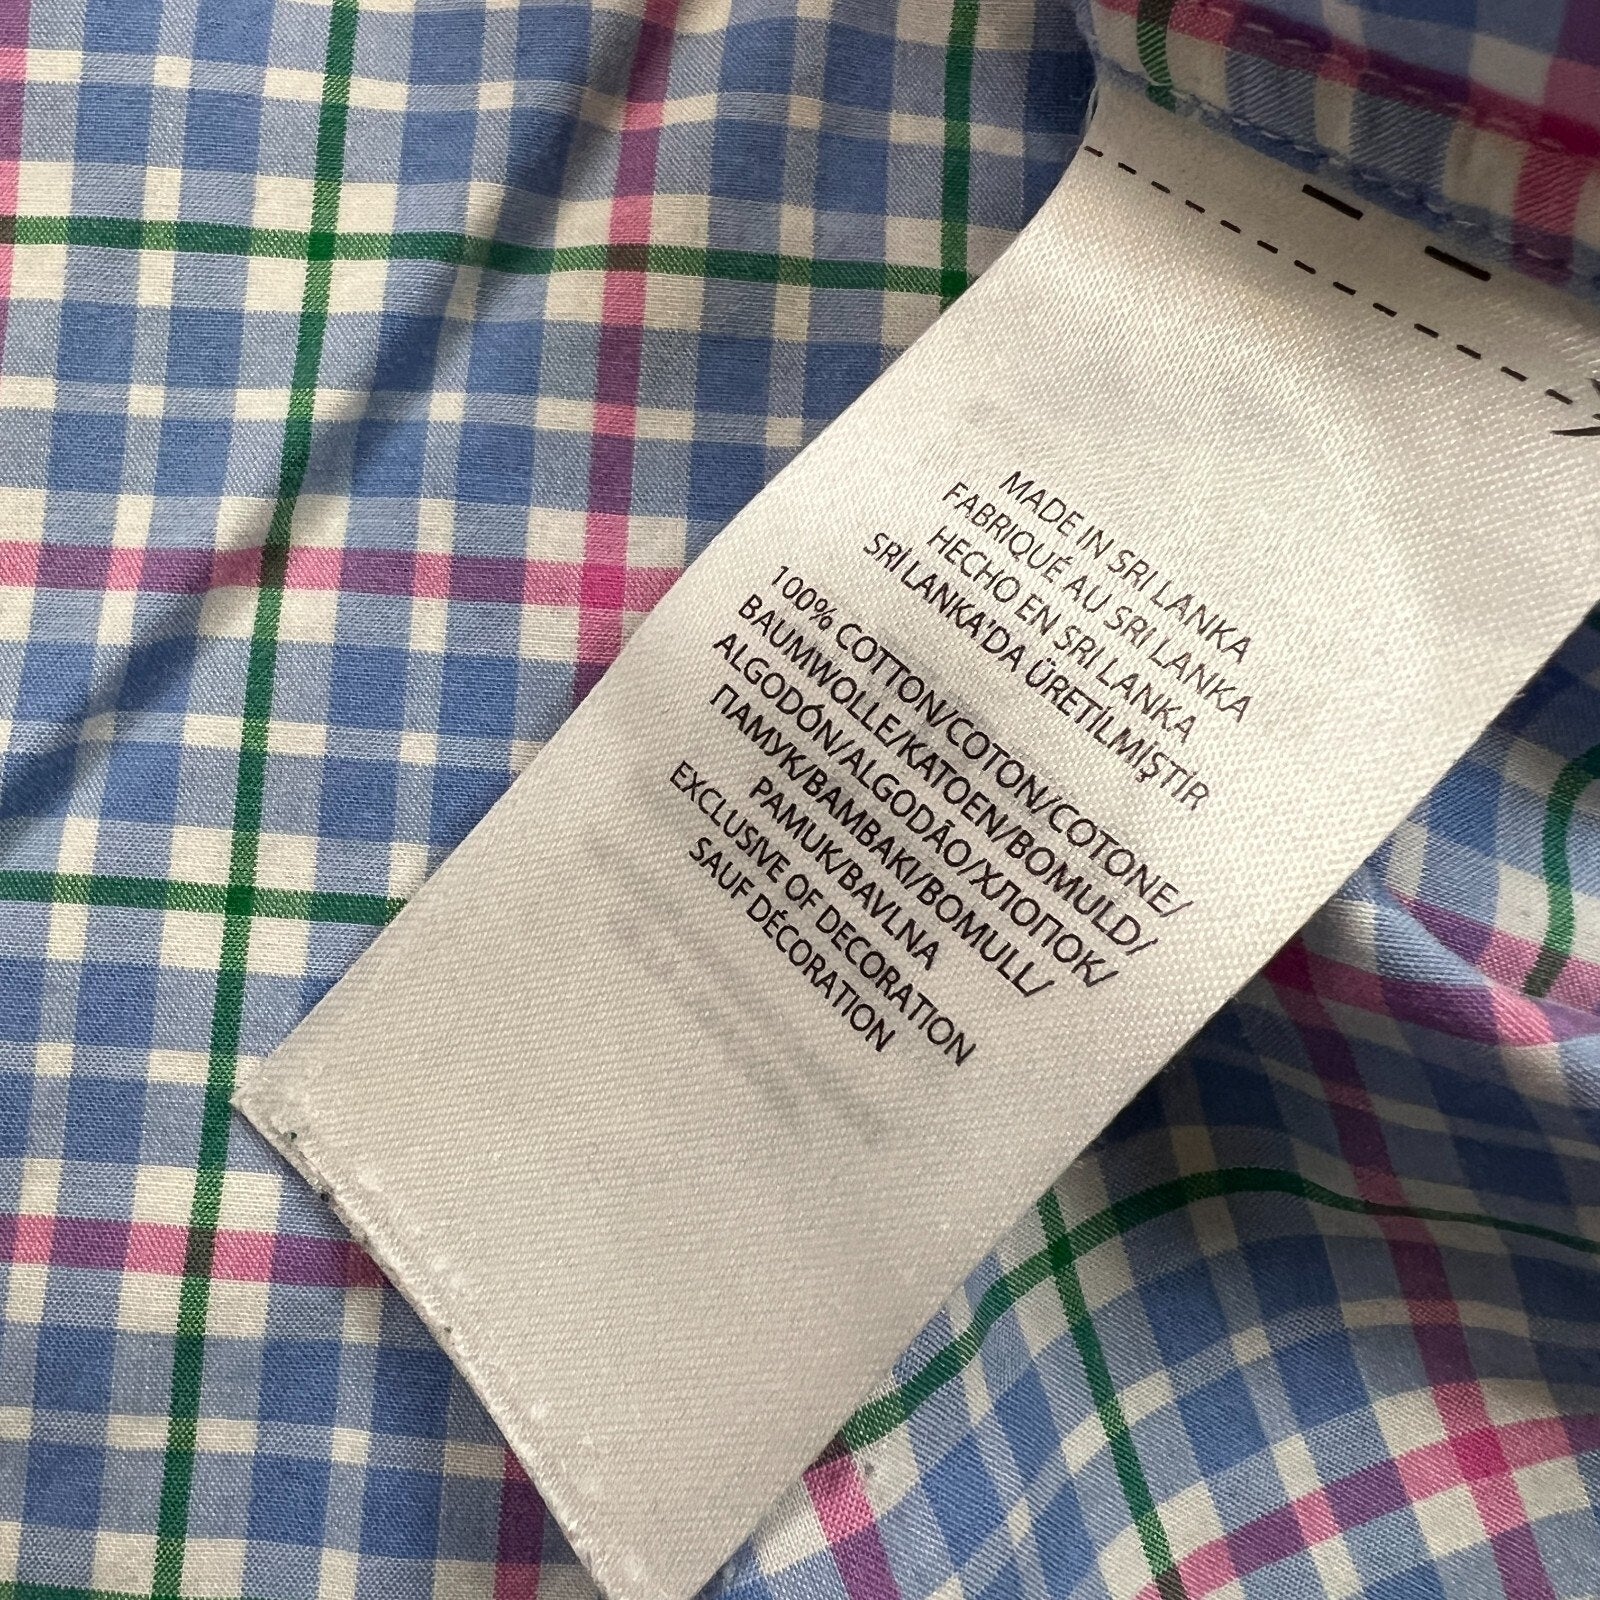 MADE IN SRI LANKA
FABRIQUÉ AU SRI LANKA
HECHO EN SRI LANKA
SRİ LANKA'DA ÜRETİLMİŞTİR
100% COTTON/COTON/COTONE/
BAUMWOLLE/KATOEN/BOMULD/
ALGODÓN/ALGODÃO/ХЛОПОК/
ПАМУК/BAMBAKI/BOMULL/
PAMUK/BAVLNA
EXCLUSIVE OF DECORATION
SAUF DÉCORATION